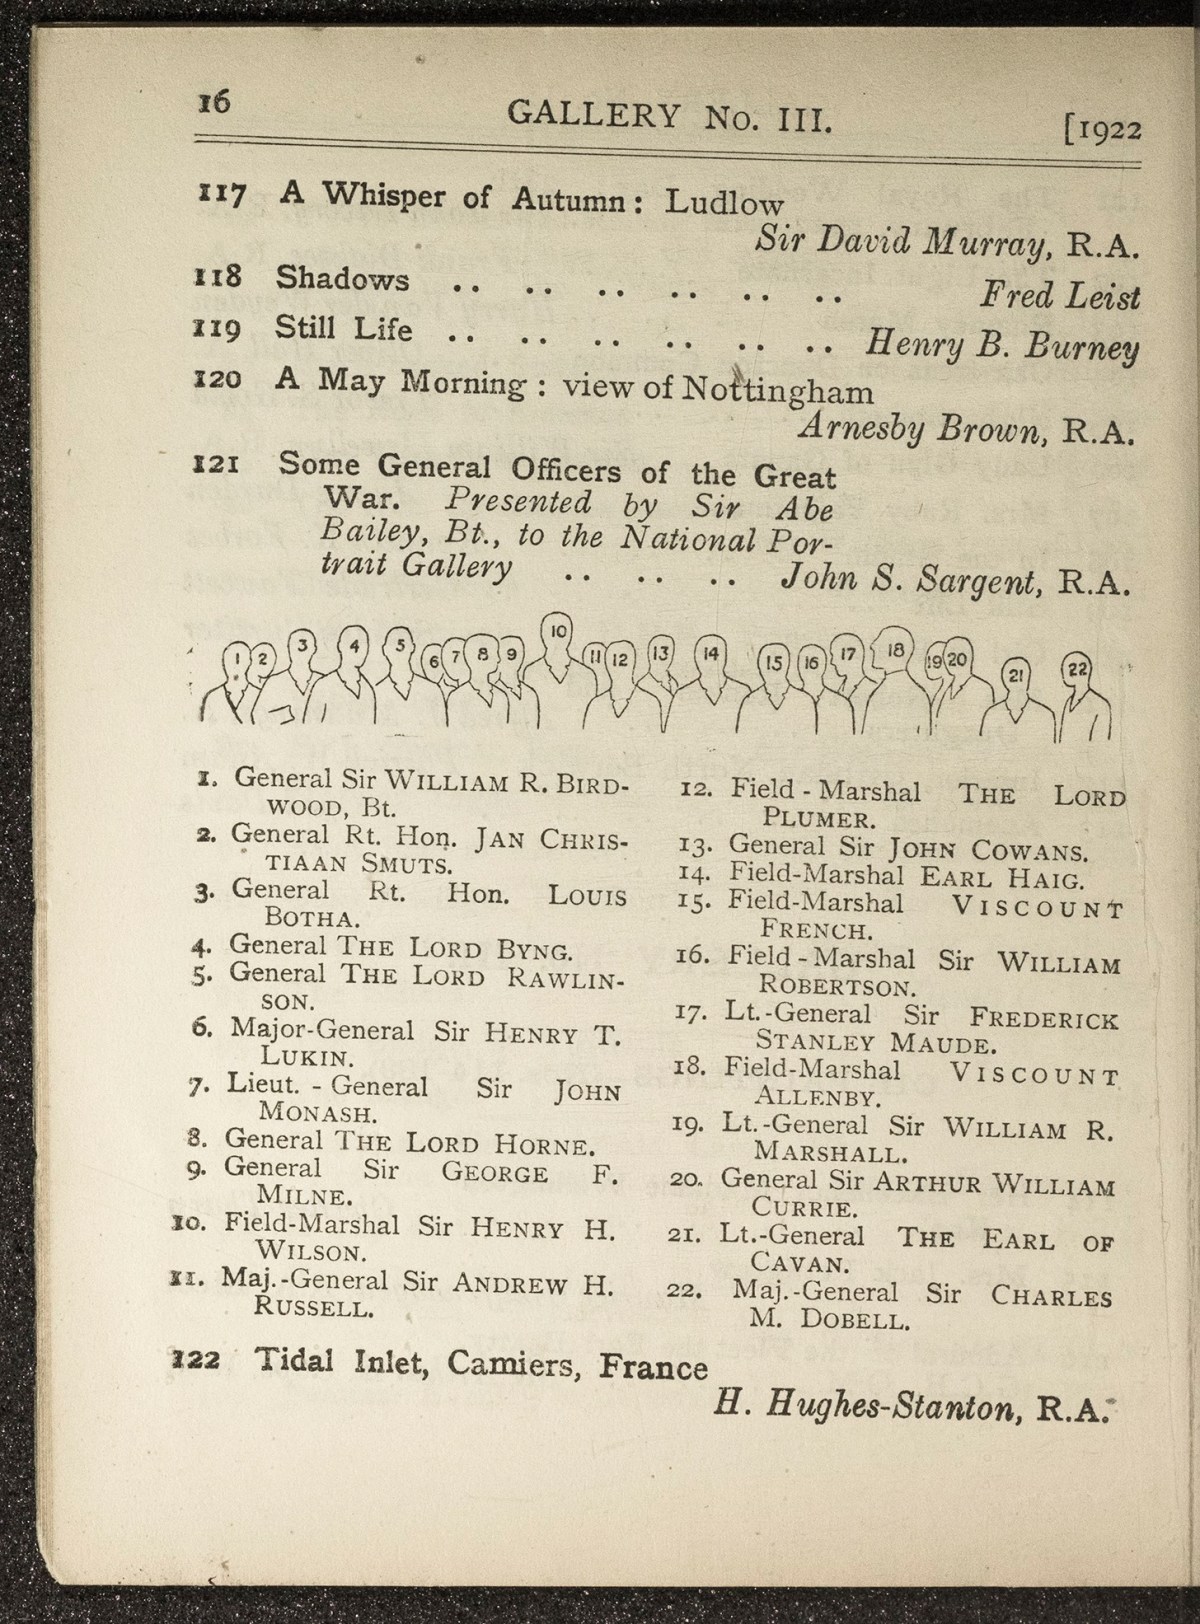 16
GALLERY No. III.
[1922
117 A Whisper of Autumn: Ludlow
Sir David Murray, R.A.
118 Shadows .. .. .. .. .. .. Fred Leist
119 Still Life .. .. .. .. .. .. Henry B. Burney
120 A May Morning: view of Nottingham
Arnesby Brown, R.A.
121 Some General Officers of the Great
War. Presented by Sir Abe
Bailey, Bt., to the National Por-
trait Gallery .. .. .. John S. Sargent, R.A.
1 2 3 4 5 6 7 8 9 10 11 12 13 14 15 16 17 18 19 20 21 22
1. General Sir WILLIAM R. BIRD-
WOOD, Bt.
2. General Rt. Hon. JAN CHRIS-
TIAAN SMUTS.
3. General Rt. Hon. LOUIS
BOTHA.
4. General THE LORD BYNG.
5. General THE LORD RAWLIN-
SON.
6. Major-General Sir HENRY T.
LUKIN.
7. Lieut.-General Sir JOHN
MONASH.
8. General THE LORD HORNE.
9. General Sir GEORGE F.
MILNE.
10. Field-Marshal Sir HENRY H.
WILSON.
11. Maj.-General Sir ANDREW H.
RUSSELL.
12. Field-Marshal THE LORD
PLUMER.
13. General Sir JOHN COWANS.
14. Field-Marshal EARL HAIG.
15. Field-Marshal VISCOUNT
FRENCH.
16. Field-Marshal Sir WILLIAM
ROBERTSON.
17. Lt.-General Sir FREDERICK
STANLEY MAUDE.
18. Field-Marshal VISCOUNT
ALLENBY.
19. Lt.-General Sir WILLIAM R.
MARSHALL.
20. General Sir ARTHUR WILLIAM
CURRIE.
21. Lt.-General THE EARL OF
CAVAN.
22. Maj.-General Sir CHARLES
M. DOBELL.
122 Tidal Inlet, Camiers, France
H. Hughes-Stanton, R.A.